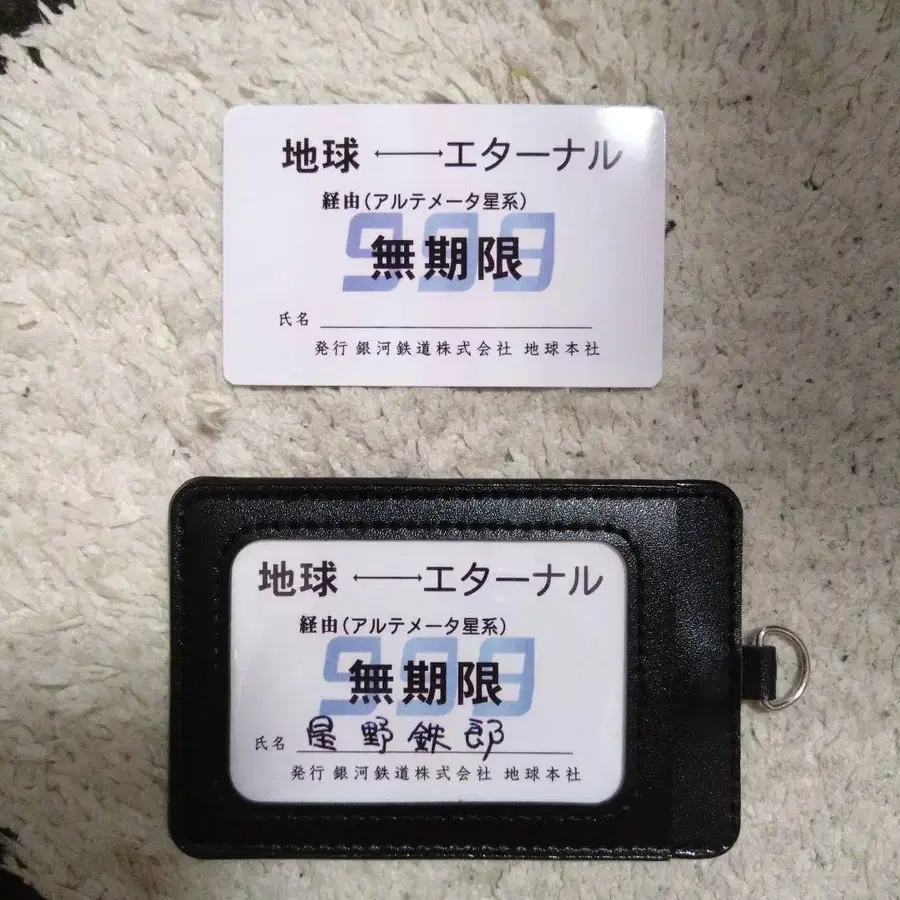 地球 ←→エターナル
経由(アルテメータ星系)
999
無期限
氏名
発行 銀河鉄道株式会社 地球本社
地球 ←→エターナル
経由(アルテメータ星系)
999
無期限
氏名 星野鉄郎
発行 銀河鉄道株式会社 地球本社